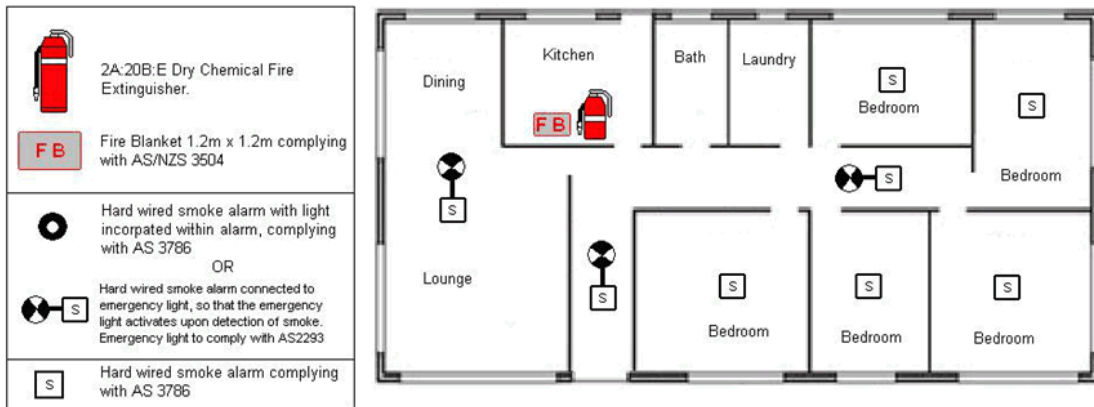 2A:20B:E Dry Chemical Fire
Extinguisher.
F B
Fire Blanket 1.2m x 1.2m complying
with AS/NZS 3504
Hard wired smoke alarm with light
incorpated within alarm, complying
with AS 3786
OR
S
Hard wired smoke alarm connected to
emergency light, so that the emergency
light activates upon detection of smoke.
Emergency light to comply with AS2293
S
Hard wired smoke alarm complying
with AS 3786
Kitchen
Bath
Laundry
Dining
S
Bedroom
S
F B
Bedroom
S
S
Lounge
S
S
Bedroom
S
Bedroom
S
Bedroom